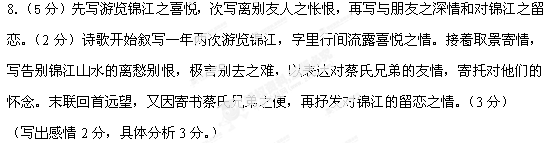 8.（5分）先写游览锦江之喜悦，次写离别友人之怅恨，再写与朋友之深情和对锦江之留
恋。（2分）诗歌开始叙写一年两次游览锦江，字里行间流露喜悦之情。接着取景寄情，
写告别锦江山水的离愁别恨，极言别去之难，以表达对蔡氏兄弟的友情，寄托对他们的
怀念。末联回首远望，又因寄书蔡氏兄弟之便，再抒发对锦江的留恋之情。（3分）
（写出感情2分，具体分析3分。）